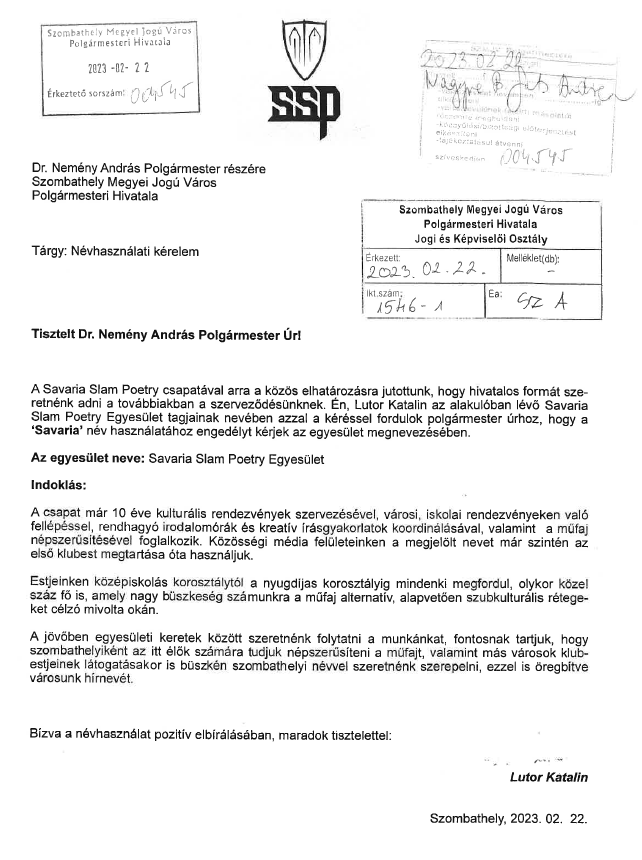 Szombathely Megyei Jogú Város
Polgármesteri Hivatala
2023 -02- 22
Érkeztető sorszám: 004545
SSP
2023 02 22
004545
Dr. Nemény András Polgármester részére
Szombathely Megyei Jogú Város
Polgármesteri Hivatala
Szombathely Megyei Jogú Város
Polgármesteri Hivatala
Jogi és Képviselői Osztály
Érkezett: 2023. 02. 22.
Melléklet(db): -
Ikt.szám: 1546-1
Ea: GZ A
Tárgy: Névhasználati kérelem
Tisztelt Dr. Nemény András Polgármester Úr!
A Savaria Slam Poetry csapatával arra a közös elhatározásra jutottunk, hogy hivatalos formát sze-
retnénk adni a továbbiakban a szerveződésünknek. Én, Lutor Katalin az alakulóban lévő Savaria
Slam Poetry Egyesület tagjainak nevében azzal a kéréssel fordulok polgármester úrhoz, hogy a
'Savaria' név használatához engedélyt kérjek az egyesület megnevezésében.
Az egyesület neve: Savaria Slam Poetry Egyesület
Indoklás:
A csapat már 10 éve kulturális rendezvények szervezésével, városi, iskolai rendezvényeken való
fellépéssel, rendhagyó irodalomórák és kreatív írásgyakorlatok koordinálásával, valamint a műfaj
népszerűsítésével foglalkozik. Közösségi média felületeinken a megjelölt nevet már szintén az
első klubest megtartása óta használjuk.
Estjeinken középiskolás korosztálytól a nyugdíjas korosztályig mindenki megfordul, olykor közel
száz fő is, amely nagy büszkeség számunkra a műfaj alternatív, alapvetően szubkulturális rétege-
ket célzó mivolta okán.
A jövőben egyesületi keretek között szeretnénk folytatni a munkánkat, fontosnak tartjuk, hogy
szombathelyiként az itt élők számára tudjuk népszerűsíteni a műfajt, valamint más városok klub-
estjeinek látogatásakor is büszkén szombathelyi névvel szeretnénk szerepelni, ezzel is öregbítve
városunk hírnevét.
Bízva a névhasználat pozitív elbírálásában, maradok tisztelettel:
Lutor Katalin
Szombathely, 2023. 02. 22.